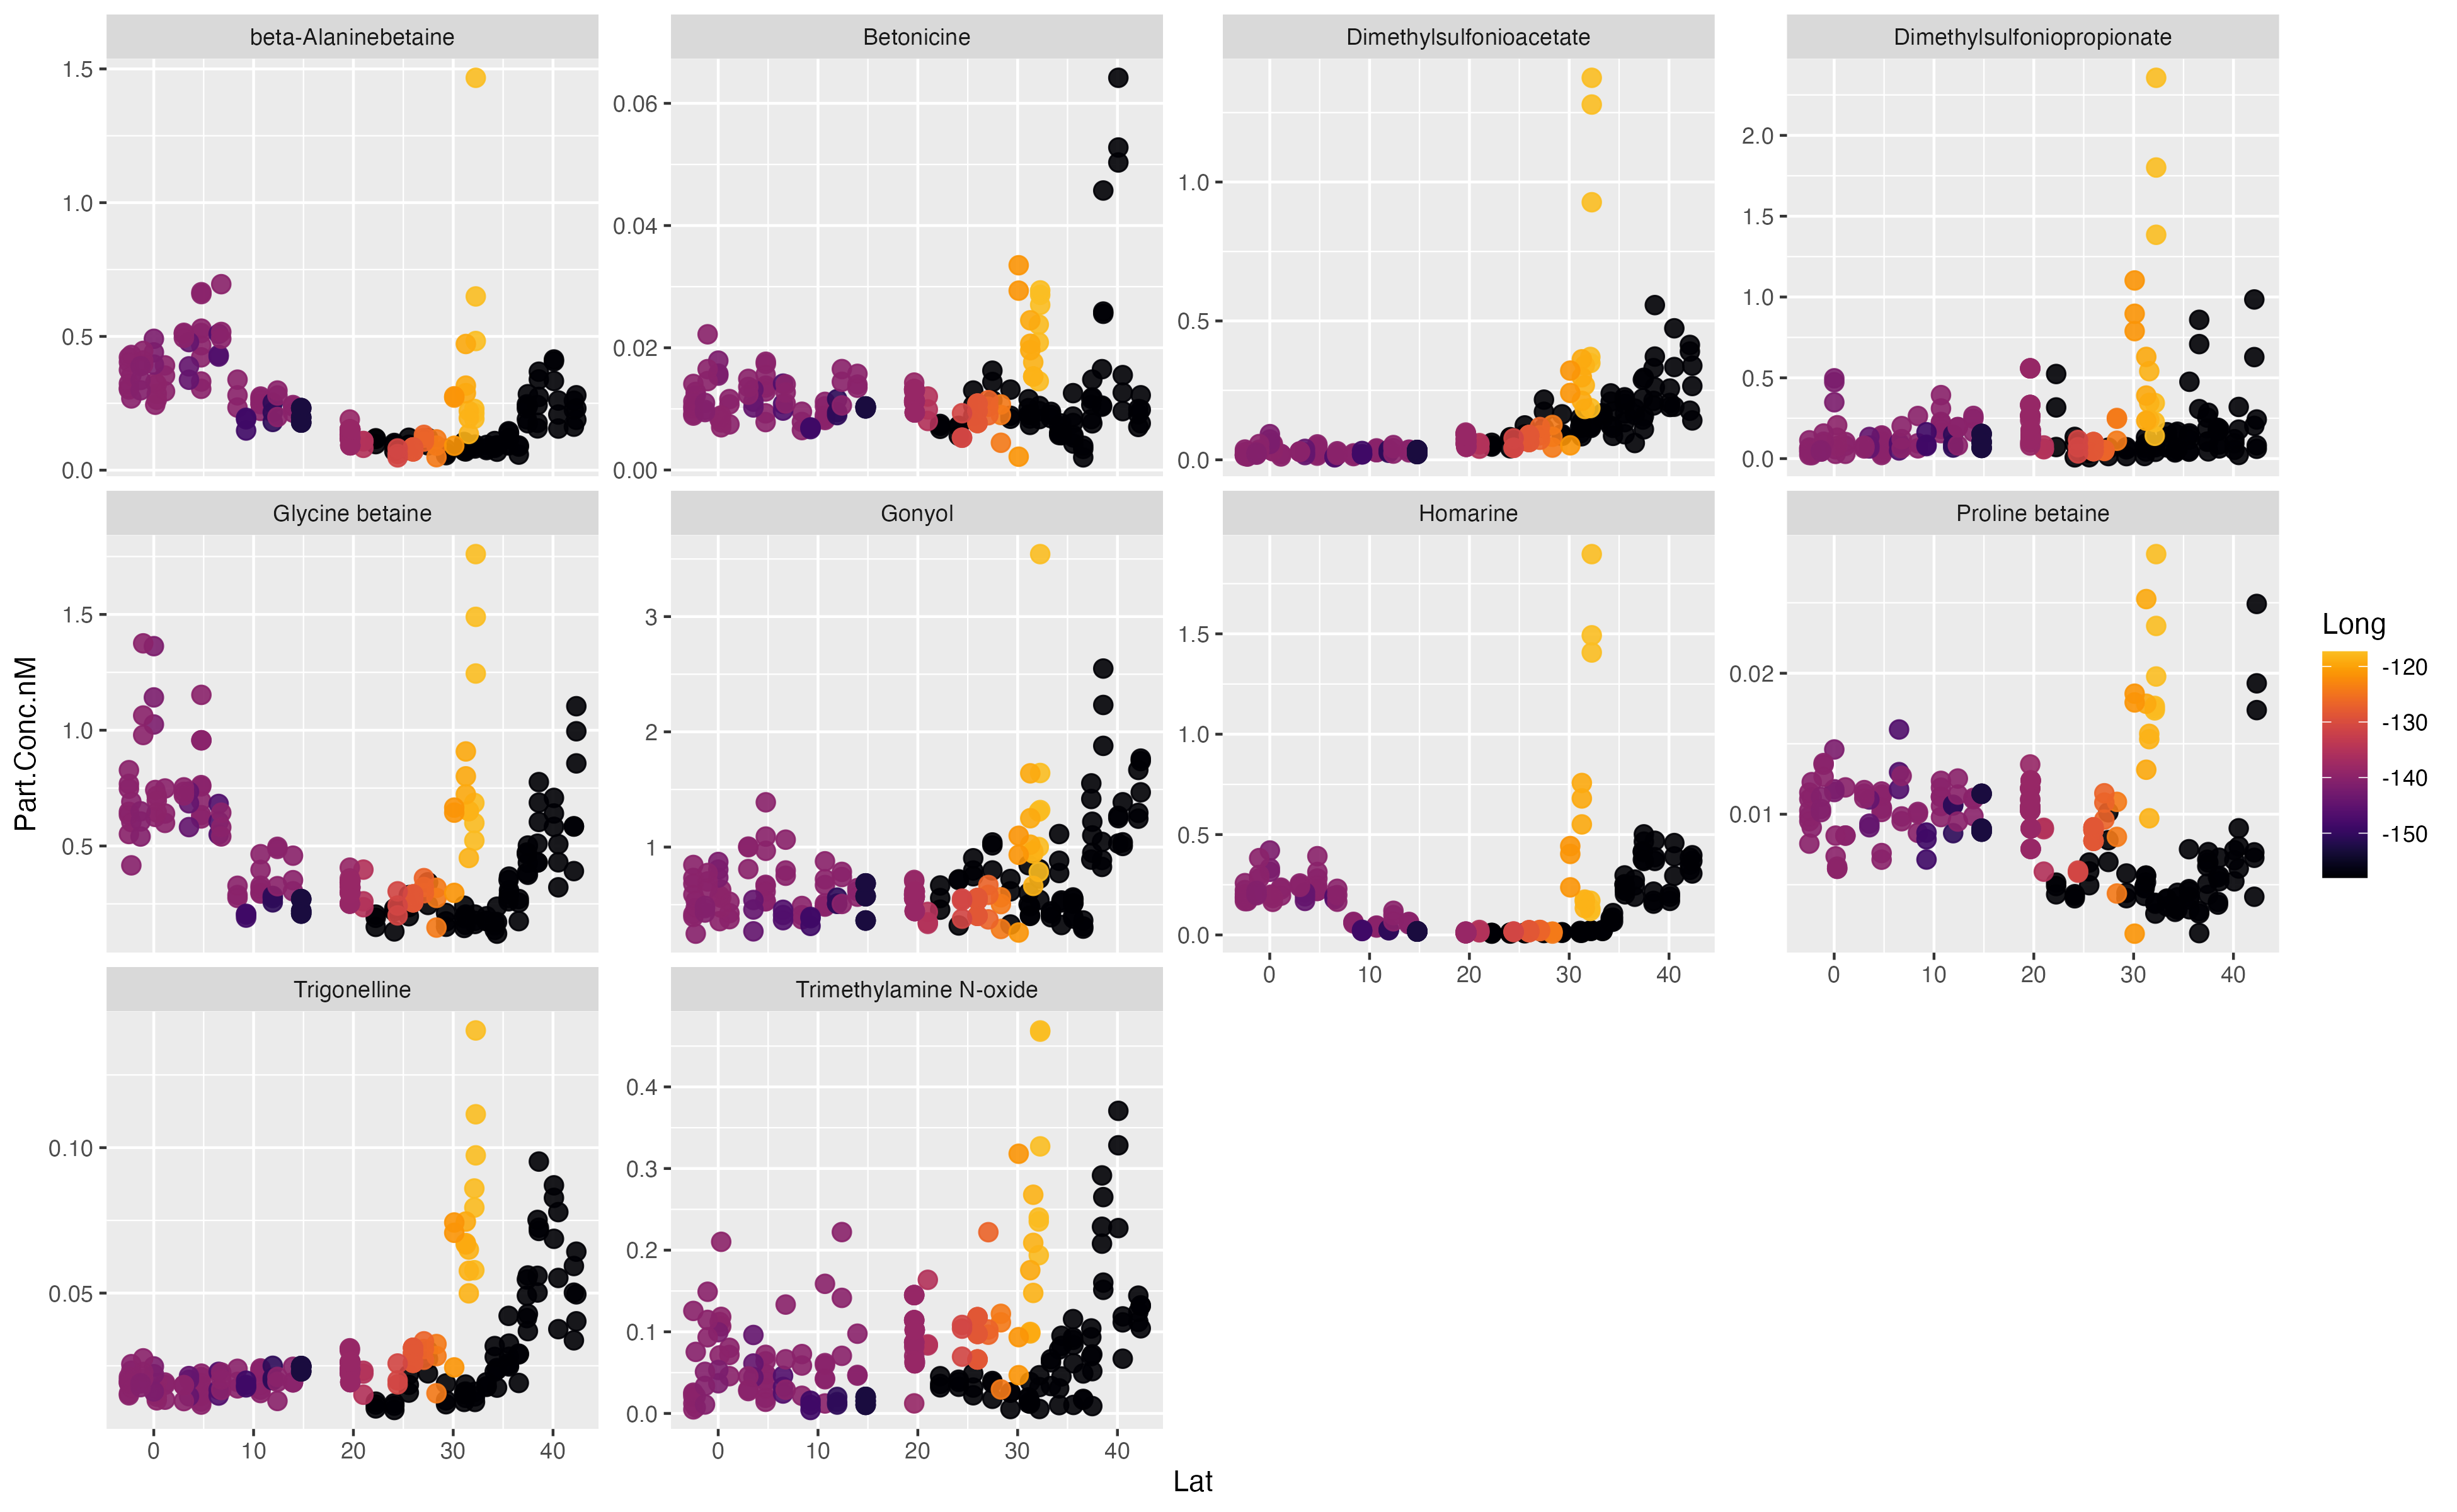 beta-Alaninebetaine
Betonicine
Dimethylsulfonioacetate
Dimethylsulfoniopropionate
1.5
1.0
0.5
0.0
0.06
0.04
0.02
0.00
1.0
0.5
0.0
2.0
1.5
1.0
0.5
0.0
Glycine betaine
Gonyol
Homarine
Proline betaine
1.5
1.0
0.5
3
2
1
1.5
1.0
0.5
0.0
0.02
0.01
0 10 20 30 40
0 10 20 30 40
Trigonelline
Trimethylamine N-oxide
0.10
0.05
0.4
0.3
0.2
0.1
0.0
0 10 20 30 40
0 10 20 30 40
Part.Conc.nM
Lat
Long
-120
-130
-140
-150